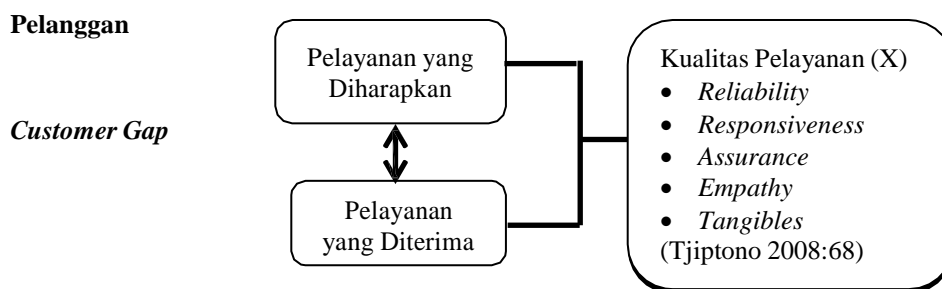 Pelanggan
Customer Gap
Pelayanan yang
Diharapkan
Pelayanan
yang Diterima
Kualitas Pelayanan (X)
• Reliability
• Responsiveness
• Assurance
• Empathy
• Tangibles
(Tjiptono 2008:68)